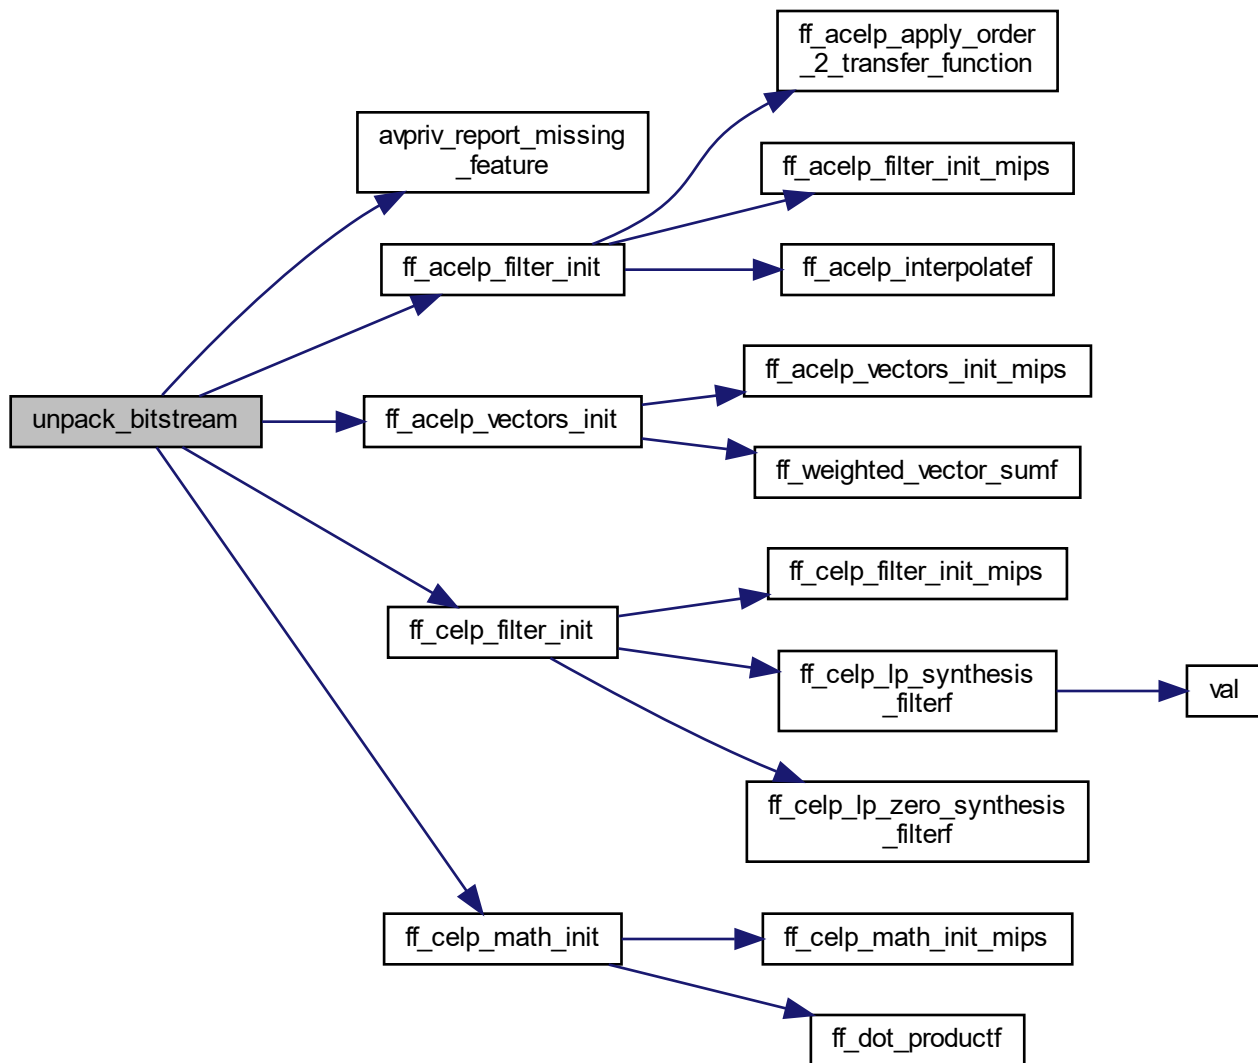 ff_acelp_apply_order
_2_transfer_function
avpriv_report_missing
_feature
ff_acelp_filter_init_mips
ff_acelp_filter_init
ff_acelp_interpolatef
ff_acelp_vectors_init_mips
unpack_bitstream
ff_acelp_vectors_init
ff_weighted_vector_sumf
ff_celp_filter_init_mips
ff_celp_filter_init
ff_celp_lp_synthesis
_filterf
val
ff_celp_lp_zero_synthesis
_filterf
ff_celp_math_init
ff_celp_math_init_mips
ff_dot_productf